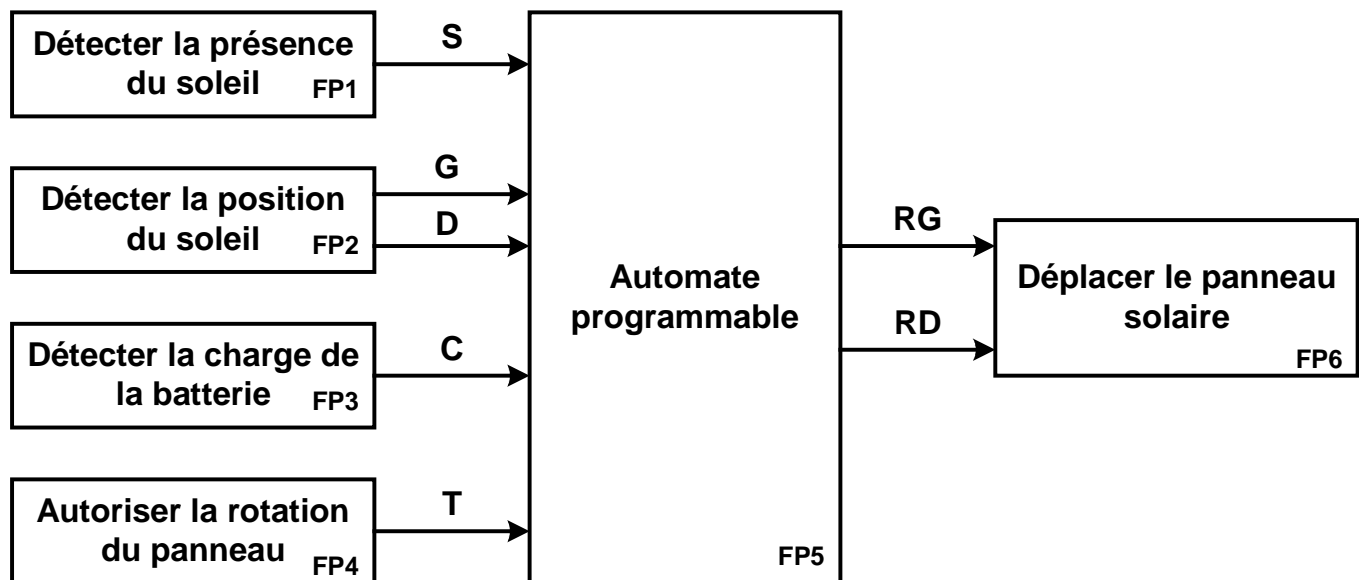 Détecter la présence
du soleil
FP1
S
Détecter la position
du soleil
FP2
G
D
Détecter la charge de
la batterie
FP3
C
Autoriser la rotation
du panneau
FP4
T
Automate
programmable
FP5
RG
RD
Déplacer le panneau
solaire
FP6